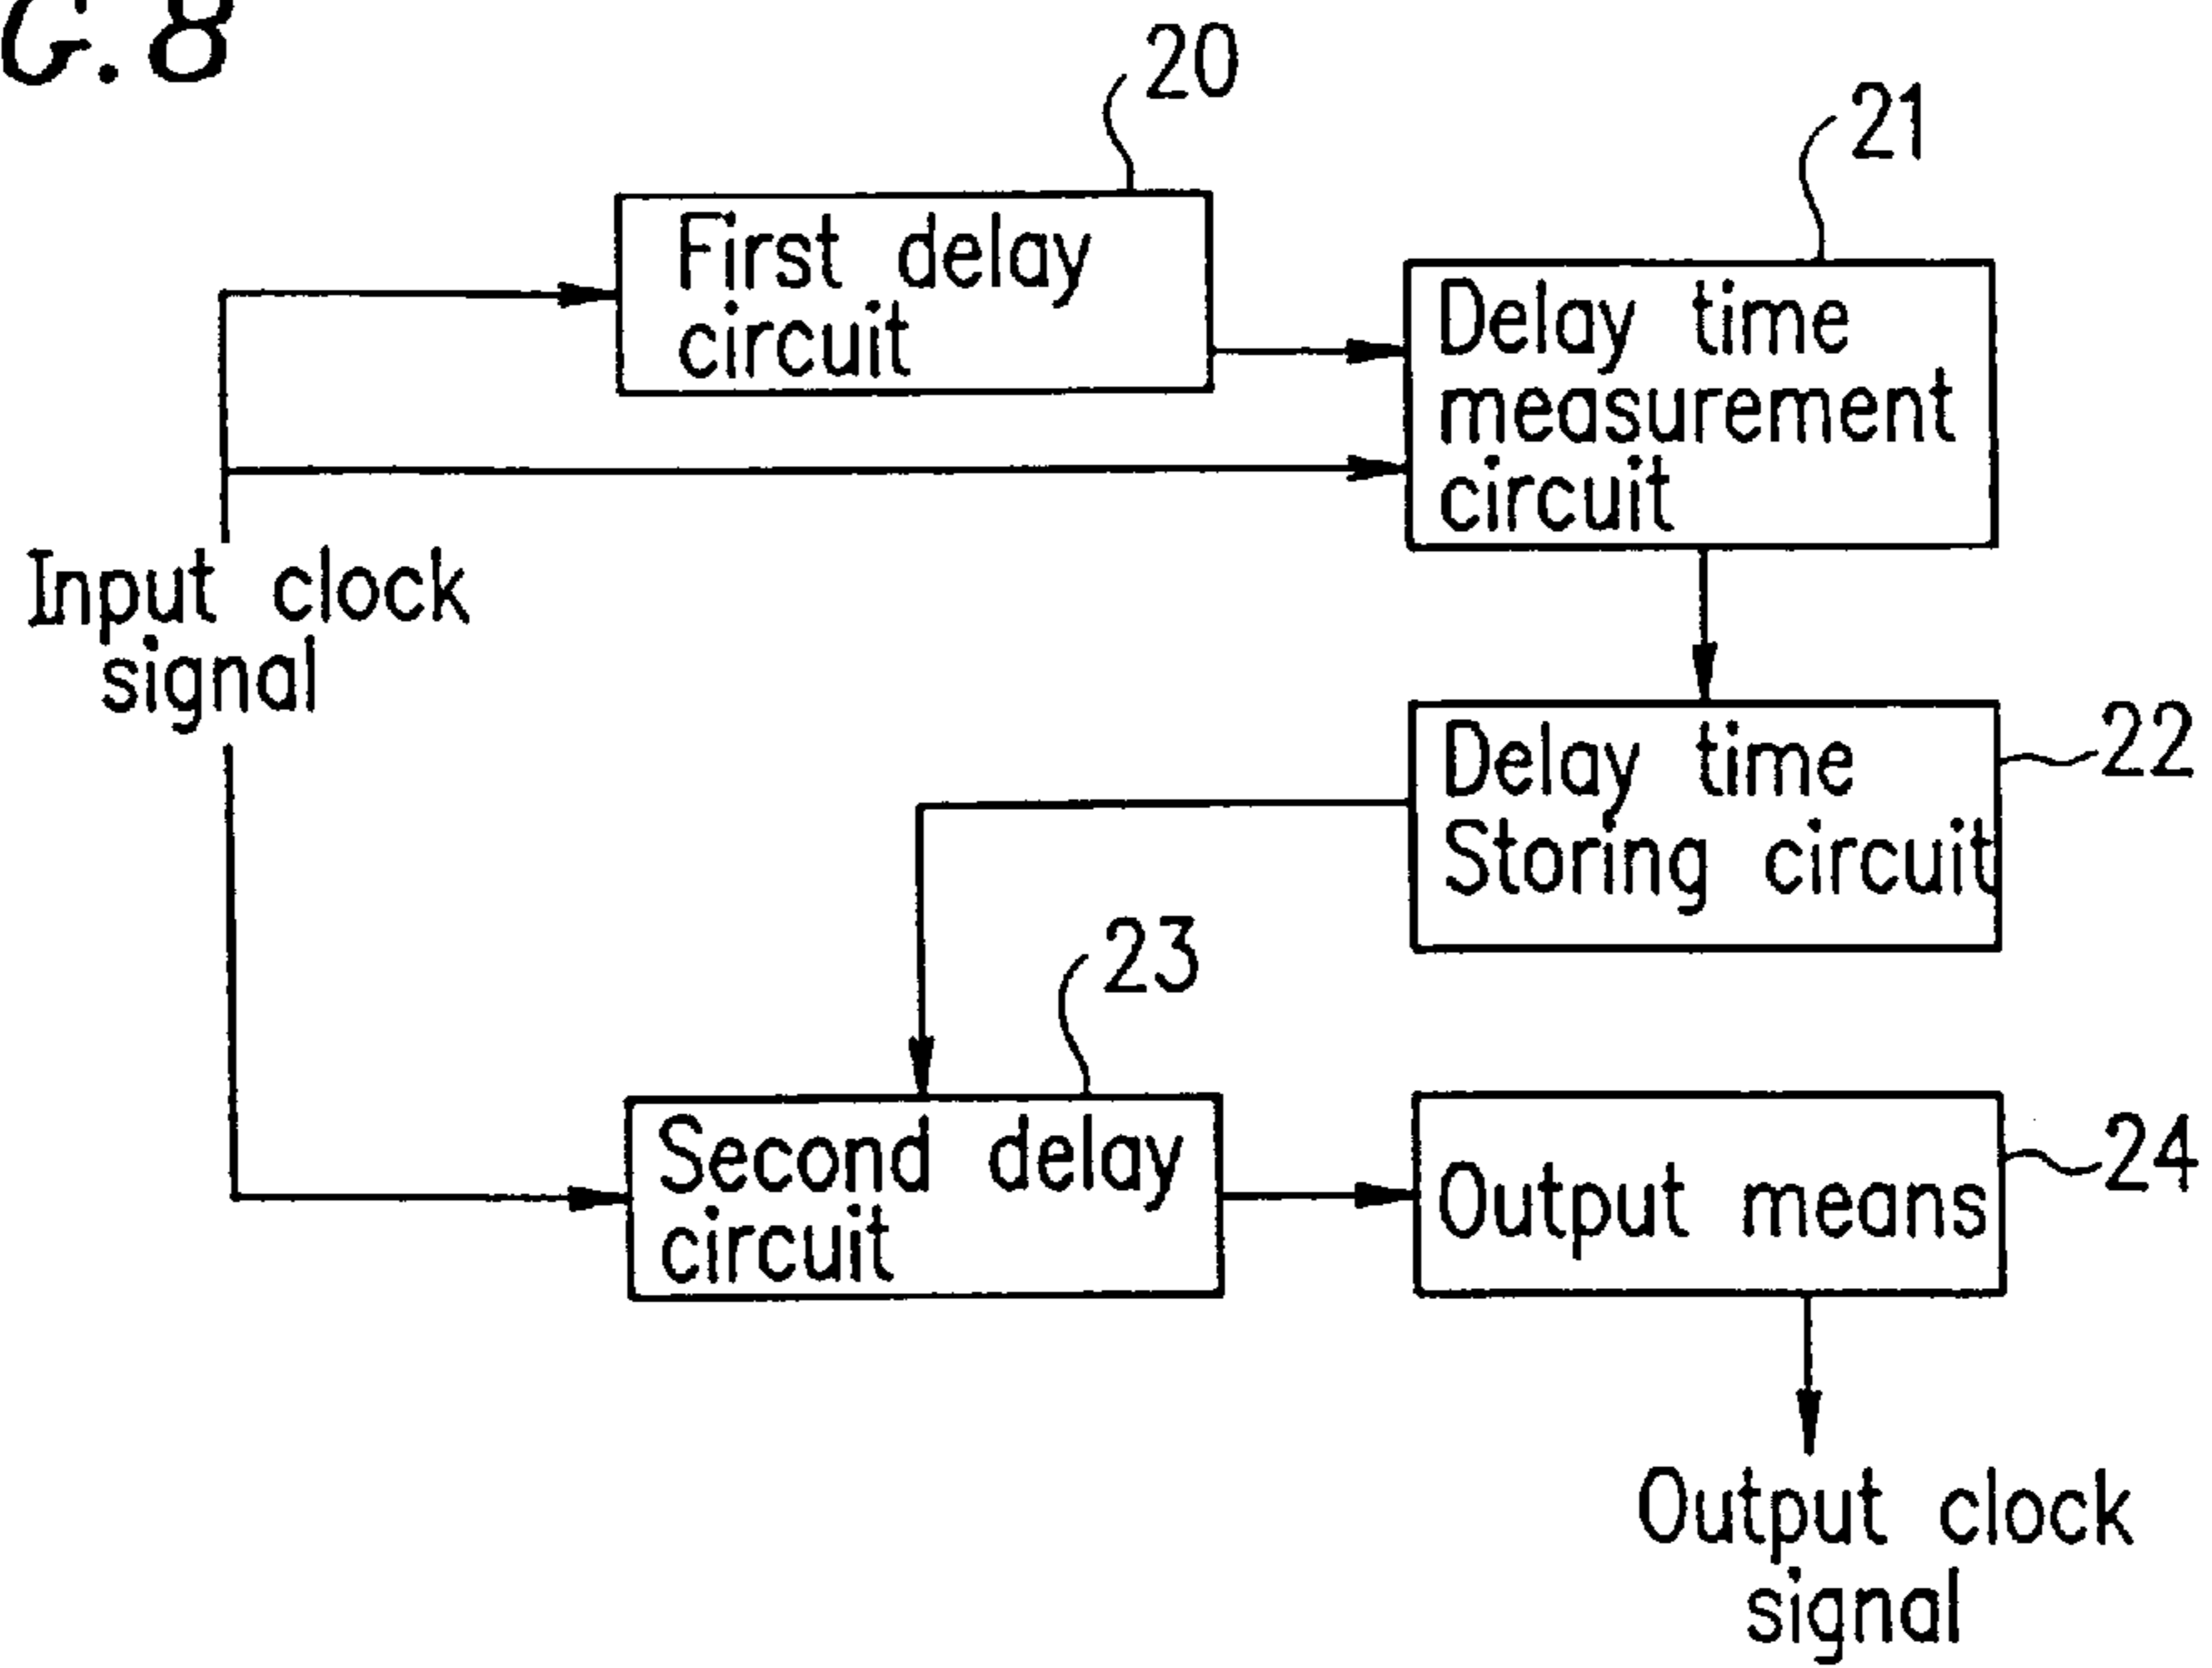 G.8
20
21
First delay
circuit
Delay time
measurement
circuit
Input clock
signal
22
Delay time
Storing circuit
23
Second delay
circuit
24
Output means
Output clock
signal